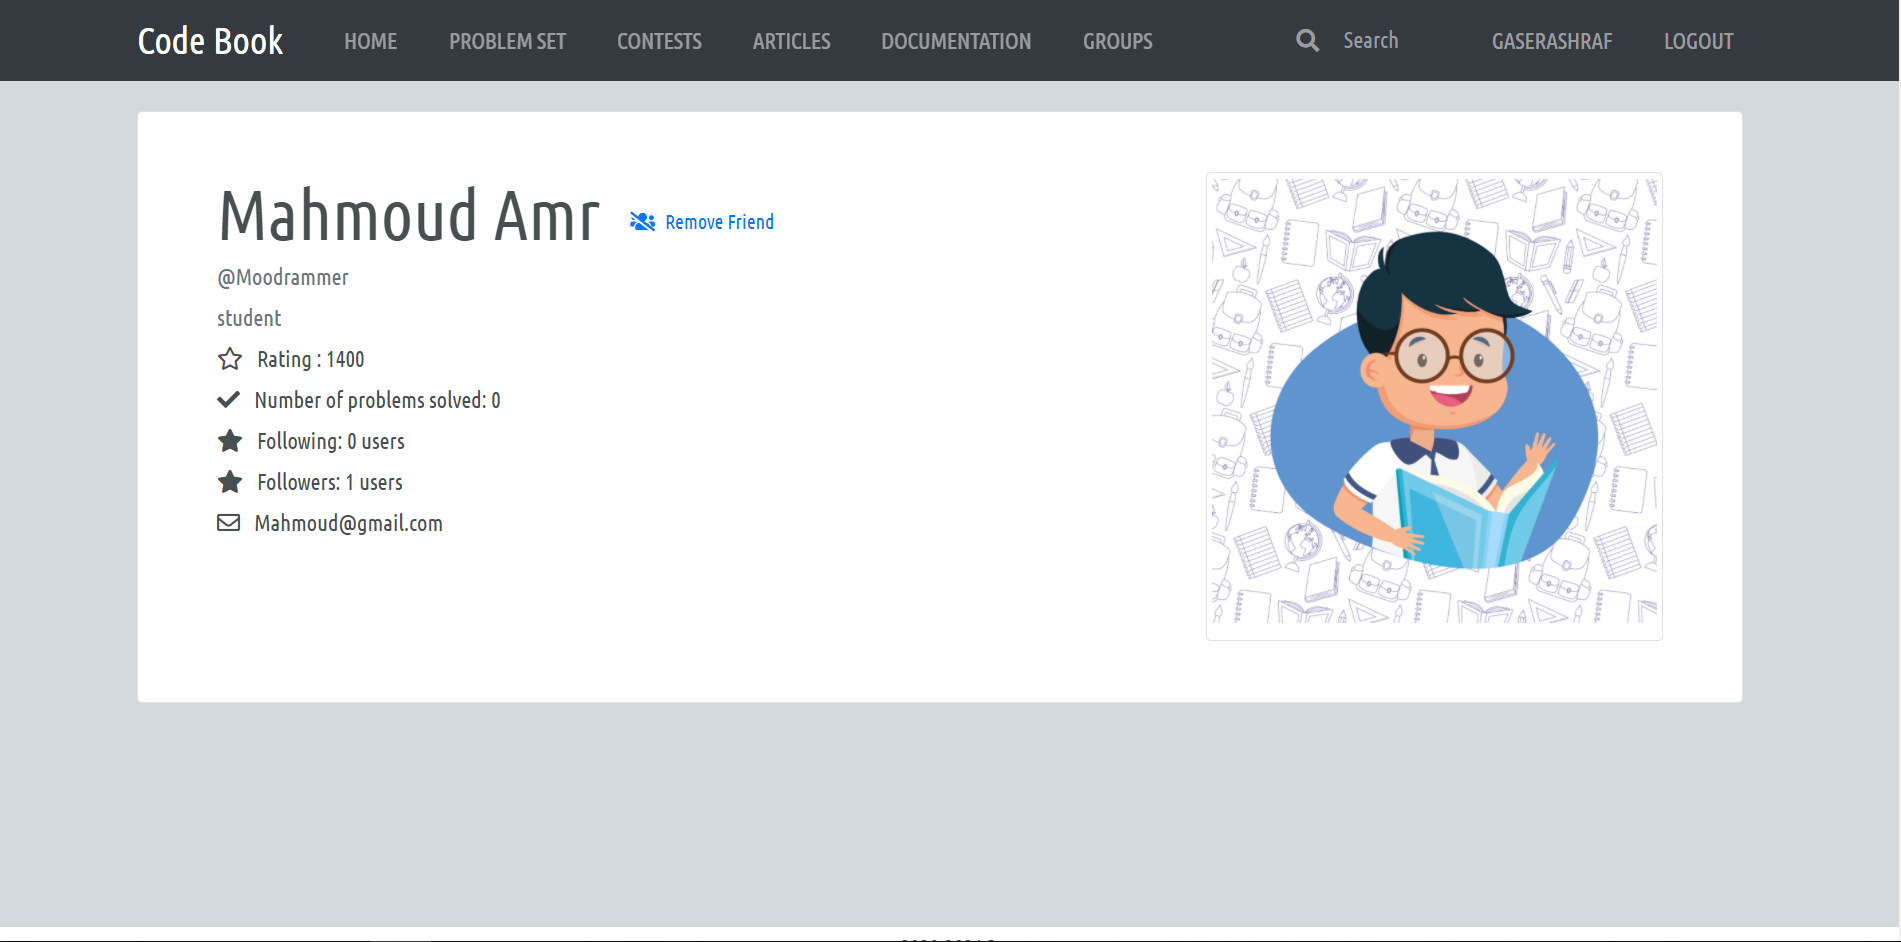 Code Book HOME PROBLEM SET CONTESTS ARTICLES DOCUMENTATION GROUPS Search GASERASHRAF LOGOUT
Mahmoud Amr Remove Friend
@Moodrammer
student
Rating : 1400
Number of problems solved: 0
Following: 0 users
Followers: 1 users
Mahmoud@gmail.com